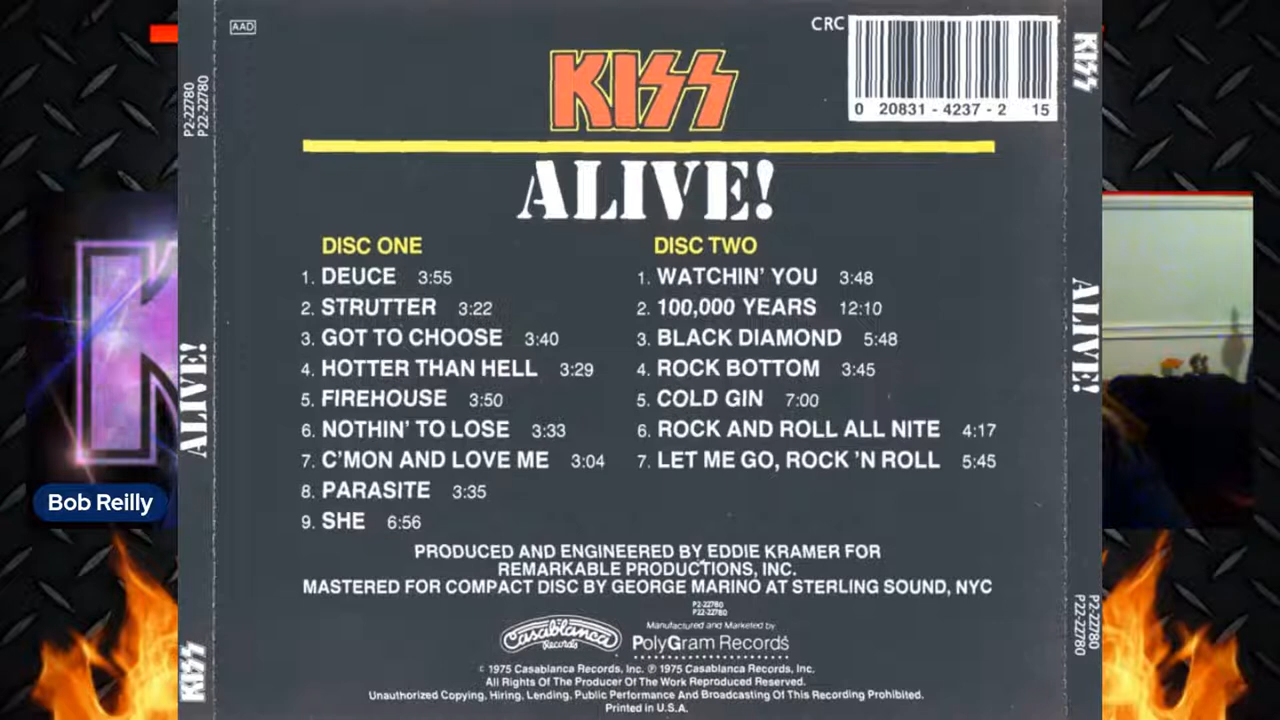 AAD
CRC
0 20831 - 4237 - 2 15
KISS
P2-22780
P22-22780
KISS
ALIVE!
DISC ONE
1. DEUCE 3:55
2. STRUTTER 3:22
3. GOT TO CHOOSE 3:40
4. HOTTER THAN HELL 3:29
5. FIREHOUSE 3:50
6. NOTHIN' TO LOSE 3:33
7. C'MON AND LOVE ME 3:04
8. PARASITE 3:35
9. SHE 6:56
DISC TWO
1. WATCHIN' YOU 3:48
2. 100,000 YEARS 12:10
3. BLACK DIAMOND 5:48
4. ROCK BOTTOM 3:45
5. COLD GIN 7:00
6. ROCK AND ROLL ALL NITE 4:17
7. LET ME GO, ROCK 'N ROLL 5:45
ALIVE!
ALIVE!
Bob Reilly
PRODUCED AND ENGINEERED BY EDDIE KRAMER FOR
REMARKABLE PRODUCTIONS, INC.
MASTERED FOR COMPACT DISC BY GEORGE MARINO AT STERLING SOUND, NYC
P2-22780
P22-22780
Casablanca
Records
Manufactured and Marketed by
PolyGram Records
P2-22780
P22-22780
KISS
© 1975 Casablanca Records, Inc. ℗ 1975 Casablanca Records, Inc.
All Rights Of The Producer Of The Work Reproduced Reserved.
Unauthorized Copying, Hiring, Lending, Public Performance And Broadcasting Of This Recording Prohibited.
Printed in U.S.A.